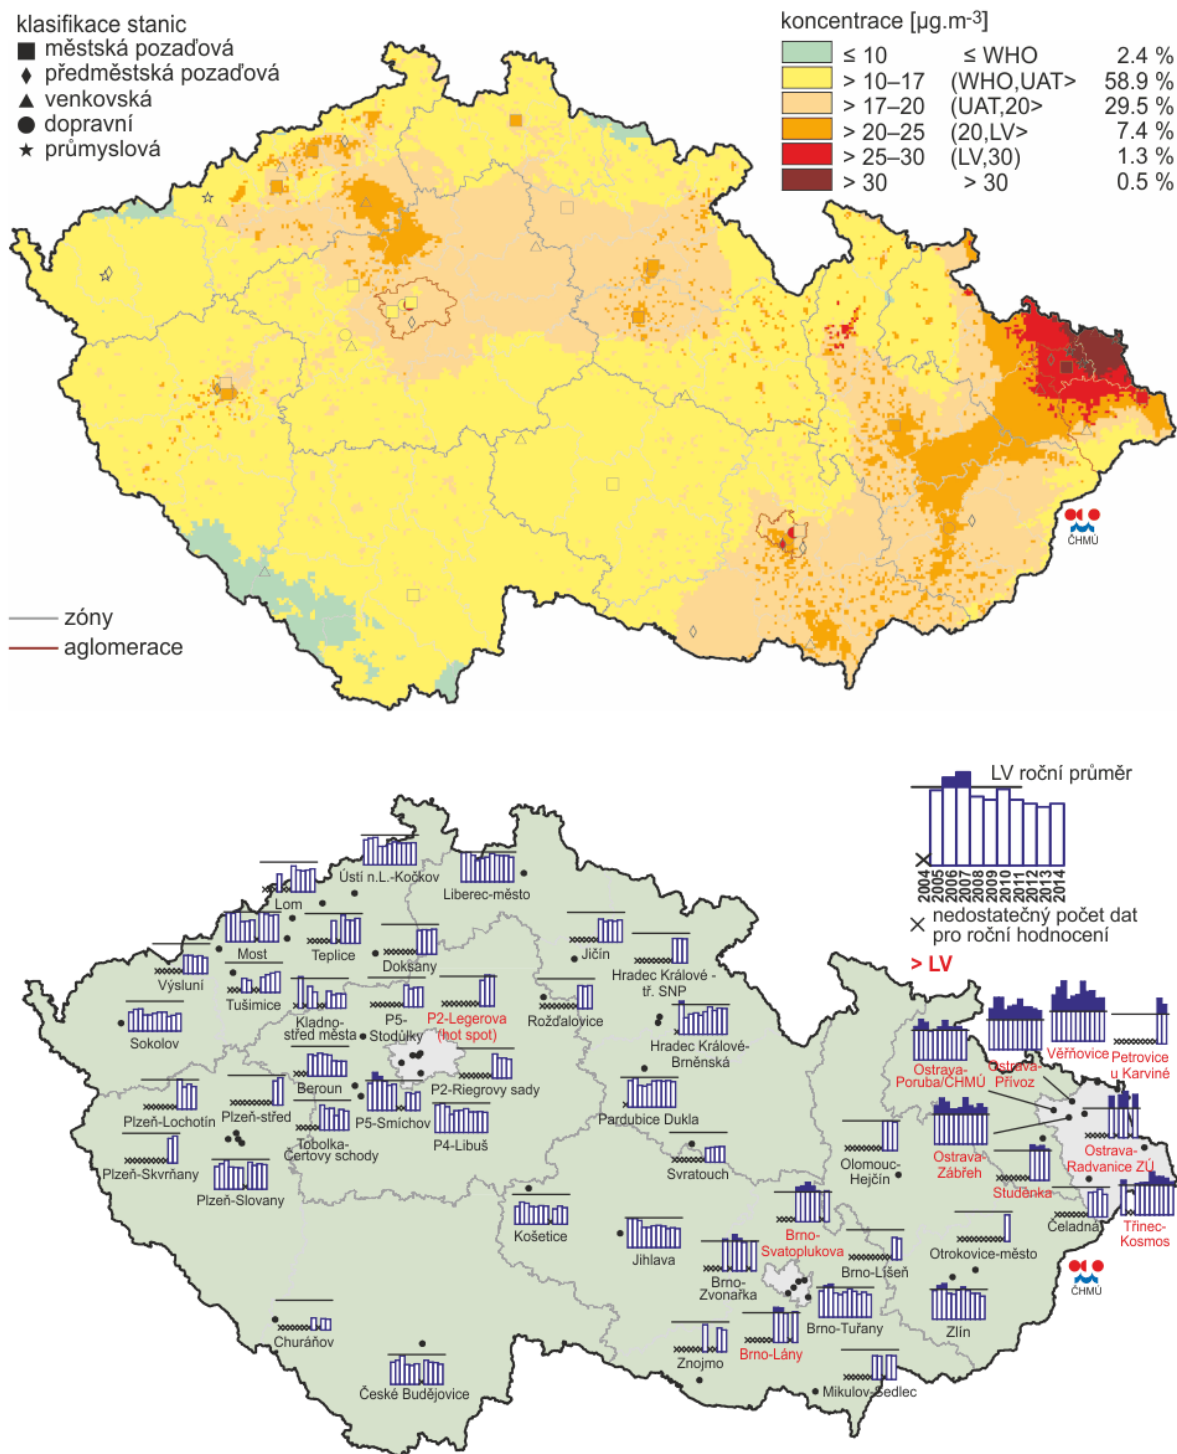 klasifikace stanic
městská pozaďová
předměstská pozaďová
venkovská
dopravní
průmyslová
koncentrace [µg.m-3]
≤ 10 ≤ WHO 2.4 %
> 10–17 (WHO,UAT> 58.9 %
> 17–20 (UAT,20> 29.5 %
> 20–25 (20,LV> 7.4 %
> 25–30 (LV,30) 1.3 %
> 30 > 30 0.5 %
ČHMÚ
zóny
aglomerace
LV roční průměr
2004
2005
2006
2007
2008
2009
2010
2011
2012
2013
2014
× nedostatečný počet dat
pro roční hodnocení
> LV
Ústí n.L.-Kočkov
Liberec-město
Lom
Most
Teplice
Doksany
Jičín
Hradec Králové -
tř. SNP
Výsluní
Tušimice
Kladno-
střed města
P5-
Stodůlky
P2-Legerova
(hot spot)
Rožďalovice
Sokolov
Hradec Králové-
Brněnská
Ostrava-
Poruba/CHMÚ
Ostrava-
Přívoz
Věřňovice
Petrovice
u Karviné
Beroun
P2-Riegrovy sady
Plzeň-Lochotín
Plzeň-střed
P5-Smíchov
P4-Libuš
Pardubice Dukla
Tobolka-
Čertovy schody
Plzeň-Skvrňany
Plzeň-Slovany
Svratouch
Olomouc-
Hejčín
Ostrava-
Zábřeh
Studénka
Ostrava-
Radvanice ZÚ
Čeladná
Třinec-
Kosmos
Košetice
Jihlava
Brno-
Svatoplukova
Brno-
Zvonařka
Brno-Líšeň
Otrokovice-město
Brno-Tuřany
Zlín
Churáňov
Znojmo
Brno-Lány
České Budějovice
Mikulov-Sedlec
ČHMÚ